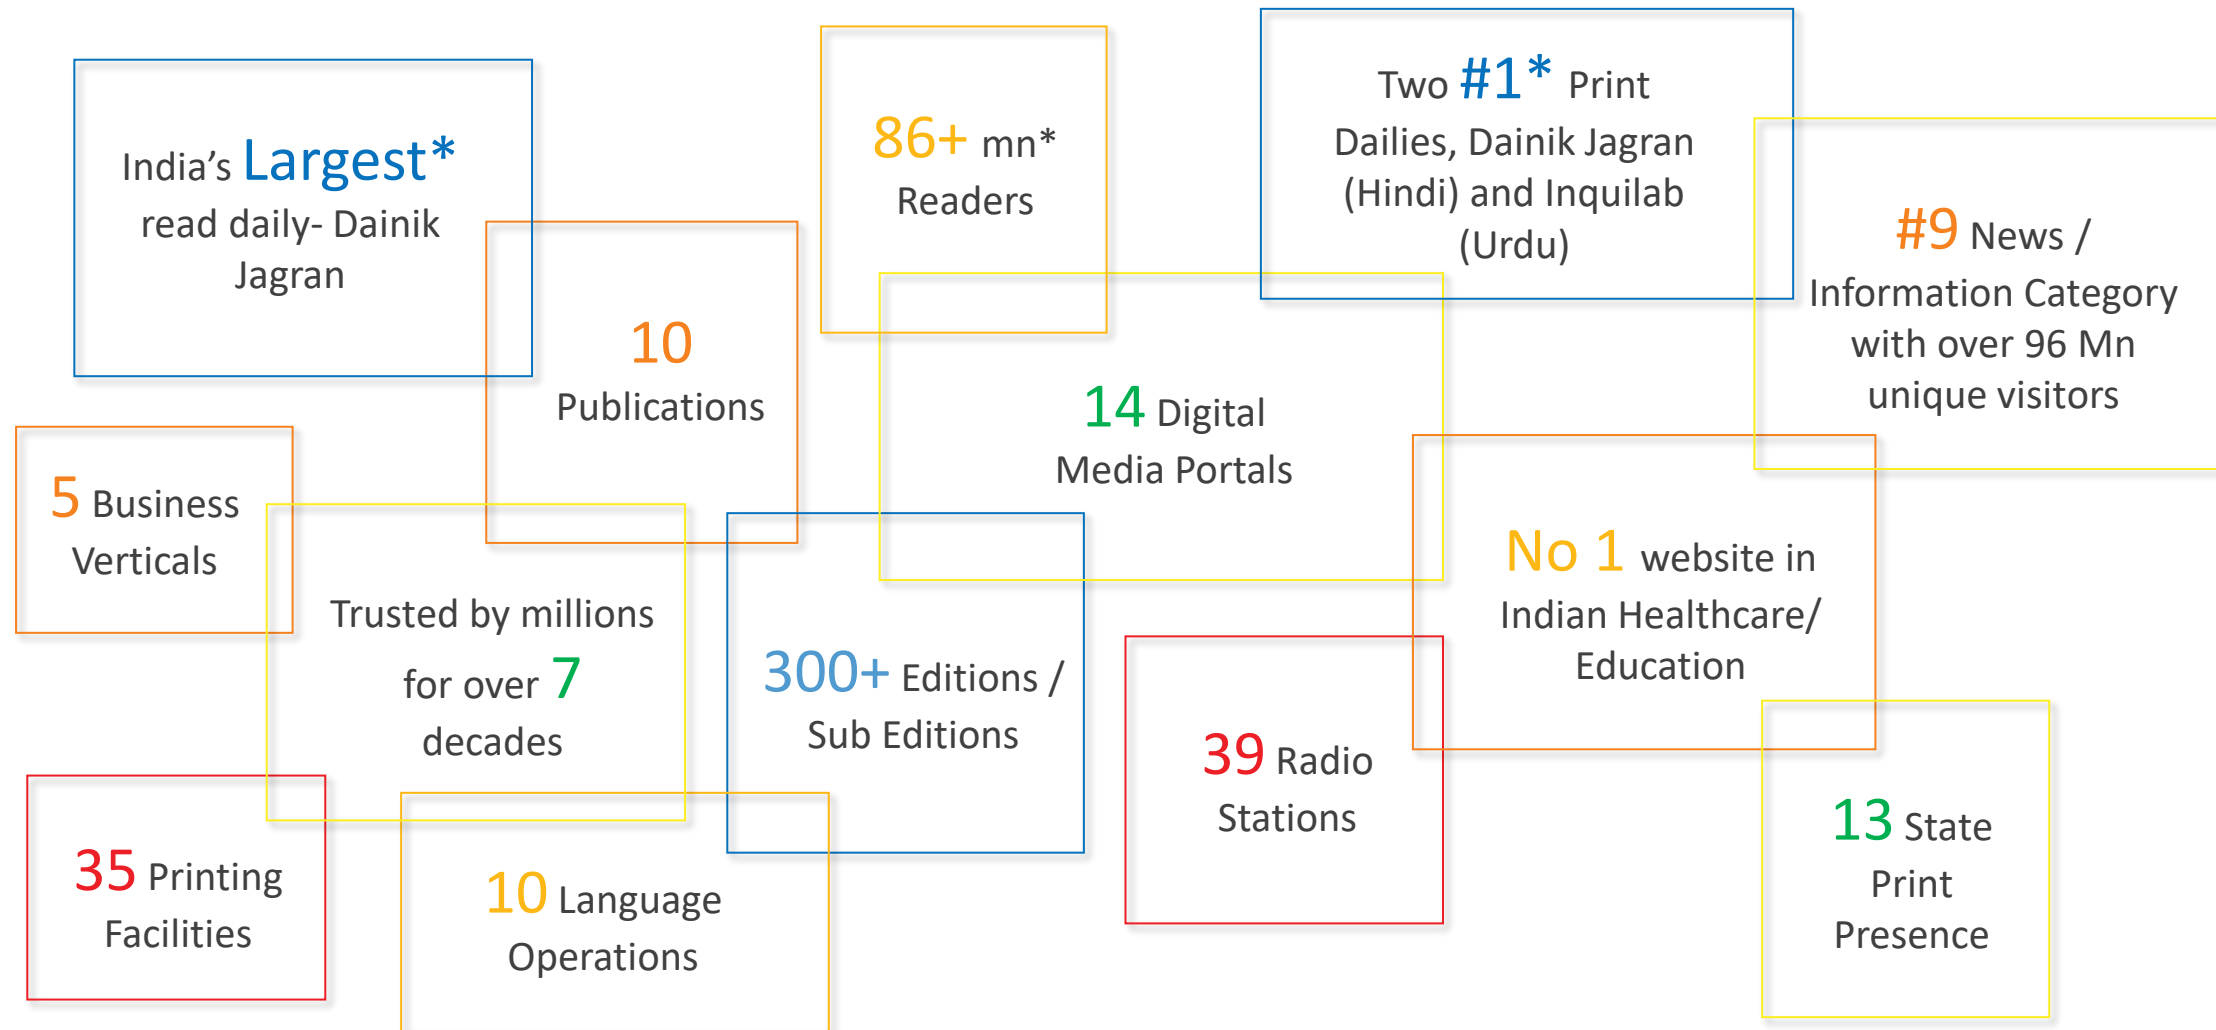 India's Largest*
read daily- Dainik
Jagran
10
Publications
86+ mn*
Readers
Two #1* Print
Dailies, Dainik Jagran
(Hindi) and Inquilab
(Urdu)
#9 News /
Information Category
with over 96 Mn
unique visitors
14 Digital
Media Portals
5 Business
Verticals
Trusted by millions
for over 7
decades
300+ Editions /
Sub Editions
No 1 website in
Indian Healthcare/
Education
39 Radio
Stations
13 State
Print
Presence
35 Printing
Facilities
10 Language
Operations